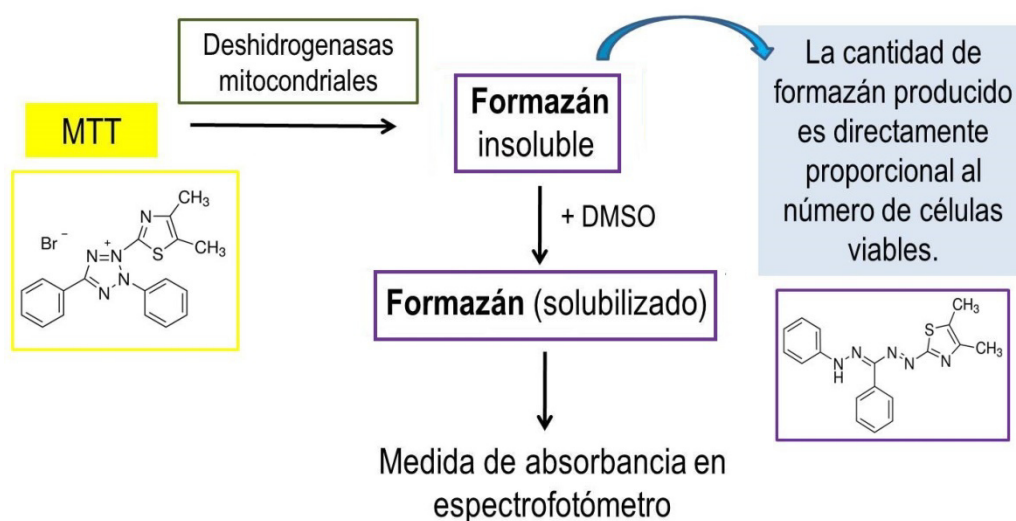 Deshidrogenasas
mitocondriales
MTT
Formazán
insoluble
La cantidad de
formazán producido
es directamente
proporcional al
número de células
viables.
+ DMSO
Formazán (solubilizado)
Medida de absorbancia en
espectrofotómetro
Br⁻
N
CH₃
S
CH₃
N
N⁺
N
N
N
N
H
N
N
S
N
CH₃
CH₃